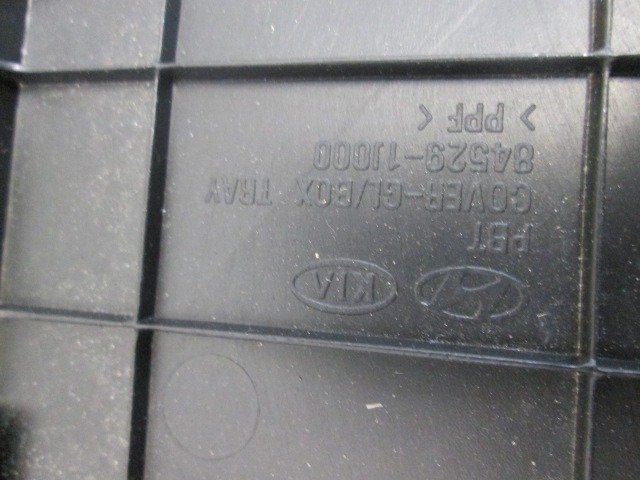 KIA
PBT
COVER-GL/BOX TRAY
84529-1J000
> PPF <